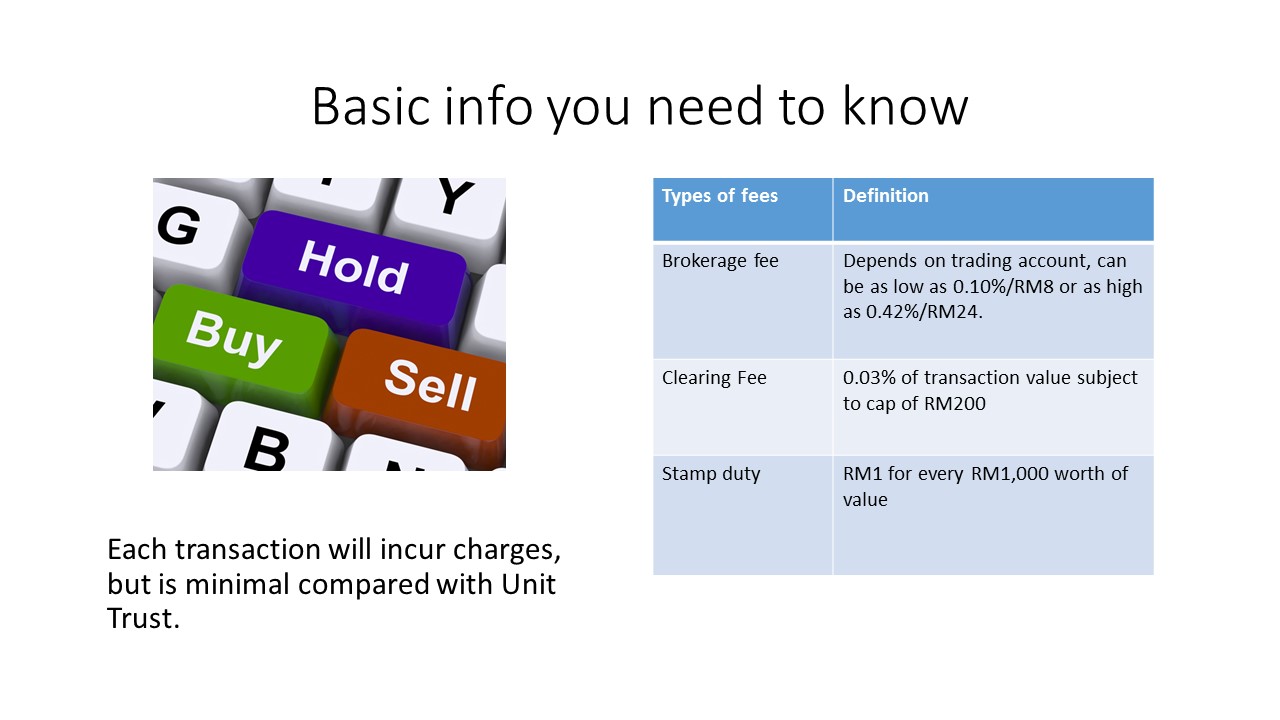 Basic info you need to know
G
Y
Hold
Buy
Sell
B
Each transaction will incur charges,
but is minimal compared with Unit
Trust.
Types of fees
Definition
Brokerage fee
Depends on trading account, can
be as low as 0.10%/RM8 or as high
as 0.42%/RM24.
Clearing Fee
0.03% of transaction value subject
to cap of RM200
Stamp duty
RM1 for every RM1,000 worth of
value